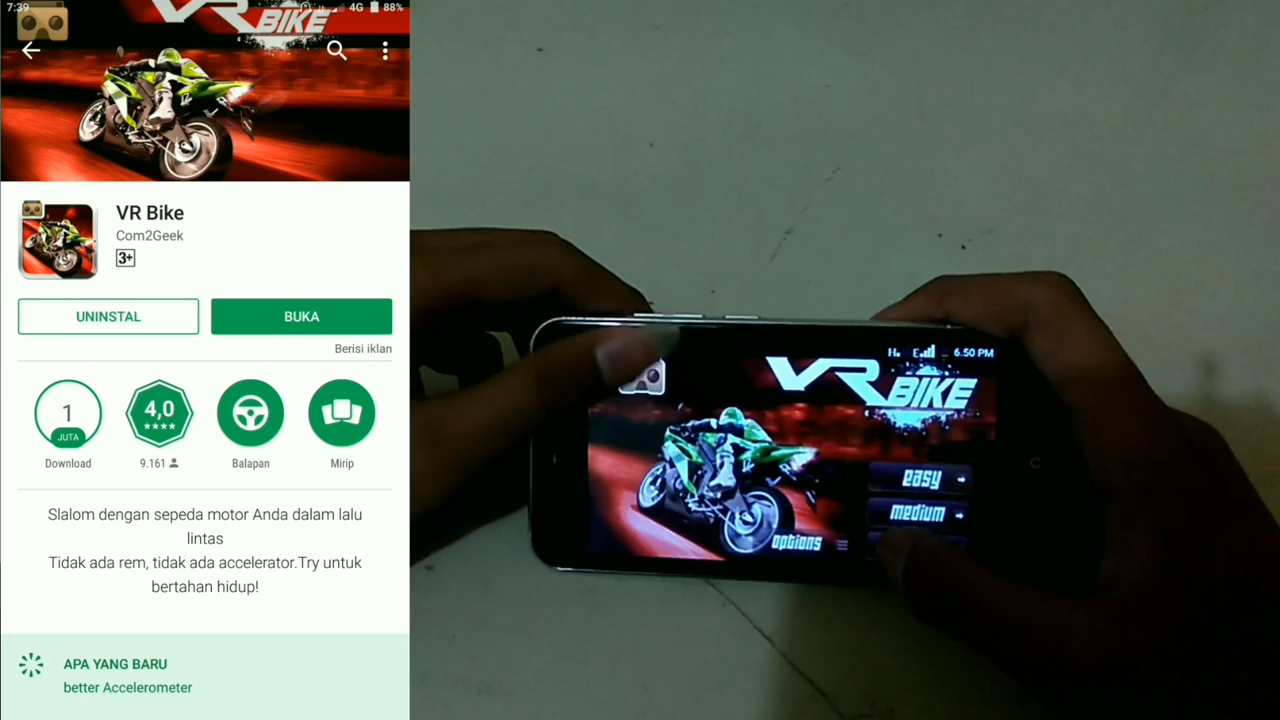 7:39
4G
88%
VR
BIKE
VR Bike
Com2Geek
3+
UNINSTAL
BUKA
Berisi iklan
1
JUTA
Download
4,0
9.161
Balapan
Mirip
Slalom dengan sepeda motor Anda dalam lalu
lintas
Tidak ada rem, tidak ada accelerator.Try untuk
bertahan hidup!
APA YANG BARU
better Accelerometer
H
E
6.50 PM
VR
BIKE
easy
medium
options